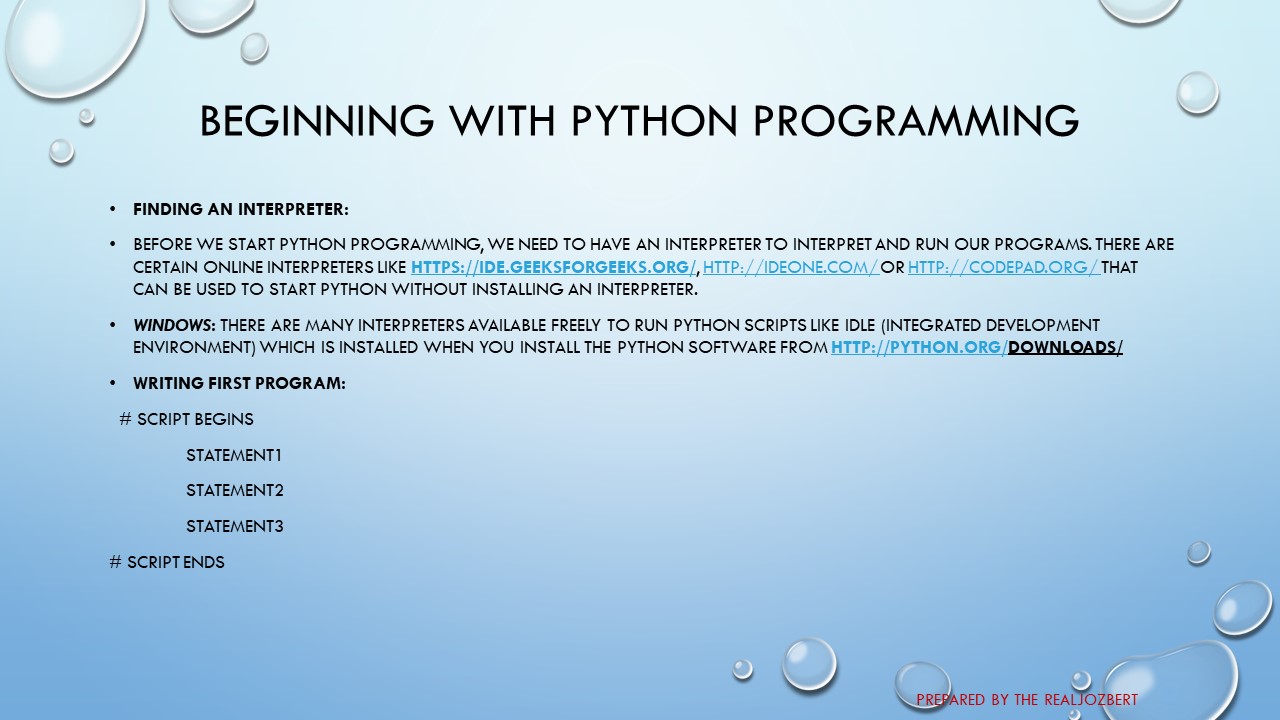 BEGINNING WITH PYTHON PROGRAMMING
• FINDING AN INTERPRETER:
• BEFORE WE START PYTHON PROGRAMMING, WE NEED TO HAVE AN INTERPRETER TO INTERPRET AND RUN OUR PROGRAMS. THERE ARE
CERTAIN ONLINE INTERPRETERS LIKE HTTPS://IDE.GEEKSFORGEEKS.ORG/, HTTP://IDEONE.COM/ OR HTTP://CODEPAD.ORG/ THAT
CAN BE USED TO START PYTHON WITHOUT INSTALLING AN INTERPRETER.
• WINDOWS: THERE ARE MANY INTERPRETERS AVAILABLE FREELY TO RUN PYTHON SCRIPTS LIKE IDLE (INTEGRATED DEVELOPMENT
ENVIRONMENT) WHICH IS INSTALLED WHEN YOU INSTALL THE PYTHON SOFTWARE FROM HTTP://PYTHON.ORG/DOWNLOADS/
• WRITING FIRST PROGRAM:
# SCRIPT BEGINS
STATEMENT1
STATEMENT2
STATEMENT3
# SCRIPT ENDS
PREPARED BY THE REALJOZBERT